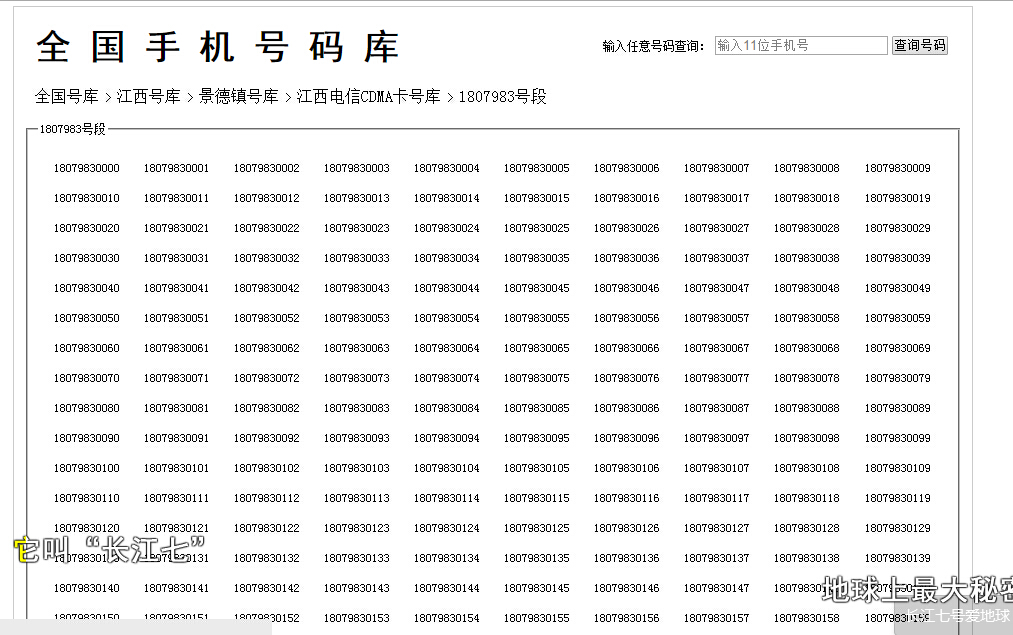 全国手机号码库
输入任意号码查询： 输入11位手机号 查询号码
全国号库 > 江西号库 > 景德镇号库 > 江西电信CDMA卡号库 > 1807983号段
1807983号段
18079830000 18079830001 18079830002 18079830003 18079830004 18079830005 18079830006 18079830007 18079830008 18079830009
18079830010 18079830011 18079830012 18079830013 18079830014 18079830015 18079830016 18079830017 18079830018 18079830019
18079830020 18079830021 18079830022 18079830023 18079830024 18079830025 18079830026 18079830027 18079830028 18079830029
18079830030 18079830031 18079830032 18079830033 18079830034 18079830035 18079830036 18079830037 18079830038 18079830039
18079830040 18079830041 18079830042 18079830043 18079830044 18079830045 18079830046 18079830047 18079830048 18079830049
18079830050 18079830051 18079830052 18079830053 18079830054 18079830055 18079830056 18079830057 18079830058 18079830059
18079830060 18079830061 18079830062 18079830063 18079830064 18079830065 18079830066 18079830067 18079830068 18079830069
18079830070 18079830071 18079830072 18079830073 18079830074 18079830075 18079830076 18079830077 18079830078 18079830079
18079830080 18079830081 18079830082 18079830083 18079830084 18079830085 18079830086 18079830087 18079830088 18079830089
18079830090 18079830091 18079830092 18079830093 18079830094 18079830095 18079830096 18079830097 18079830098 18079830099
18079830100 18079830101 18079830102 18079830103 18079830104 18079830105 18079830106 18079830107 18079830108 18079830109
18079830110 18079830111 18079830112 18079830113 18079830114 18079830115 18079830116 18079830117 18079830118 18079830119
18079830120 18079830121 18079830122 18079830123 18079830124 18079830125 18079830126 18079830127 18079830128 18079830129
它叫“长江七”
18079830132 18079830133 18079830134 18079830135 18079830136 18079830137 18079830138 18079830139
18079830140 18079830141 18079830142 18079830143 18079830144 18079830145 18079830146 18079830147
地球上最大秘密
18079830150 18079830151 18079830152 18079830153 18079830154 18079830155 18079830156 18079830157 18079830158
长江七号爱地球